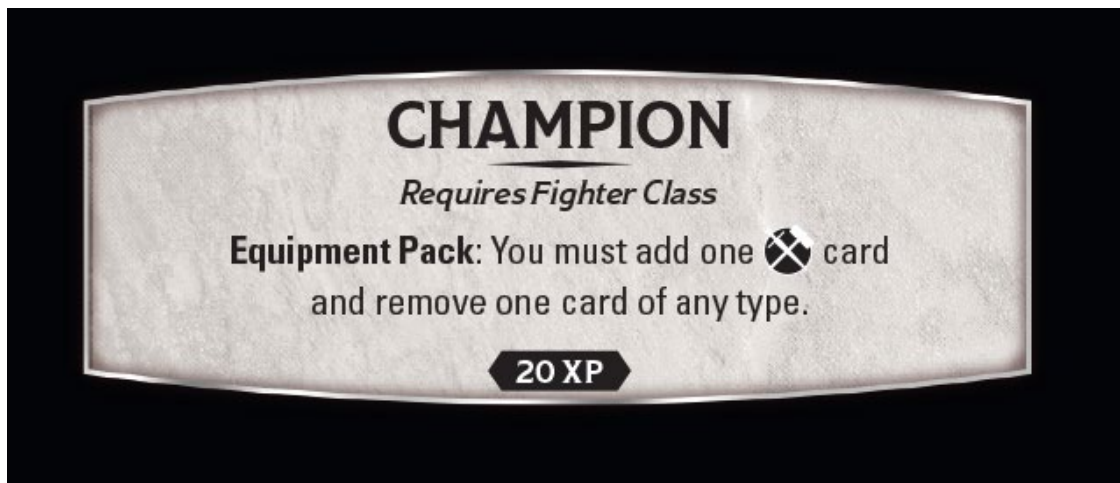 CHAMPION
Requires Fighter Class
Equipment Pack: You must add one card
and remove one card of any type.
20 XP